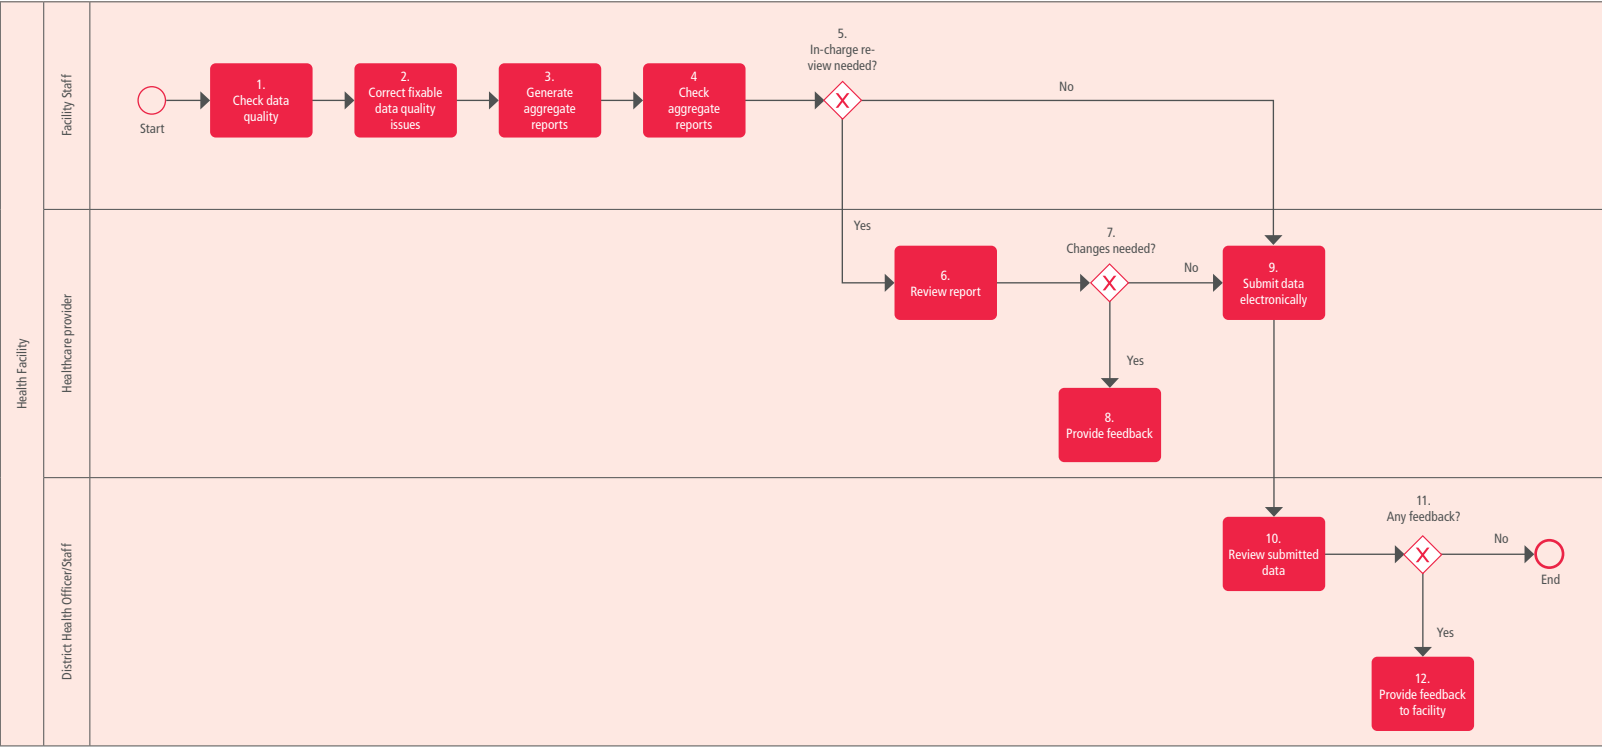 Health Facility
Facility Staff
Start
1.
Check data
quality
2.
Correct fixable
data quality
issues
3.
Generate
aggregate
reports
4
Check
aggregate
reports
5.
In-charge re-
view needed?
X
No
Yes
Healthcare provider
6.
Review report
7.
Changes needed?
X
No
Yes
8.
Provide feedback
9.
Submit data
electronically
District Health Officer/Staff
10.
Review submitted
data
11.
Any feedback?
X
No
End
Yes
12.
Provide feedback
to facility